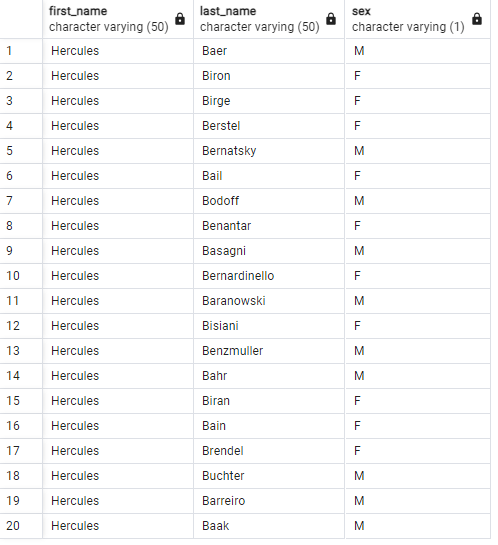 first_name last_name sex
character varying (50) character varying (50) character varying (1)
1 Hercules Baer M
2 Hercules Biron F
3 Hercules Birge F
4 Hercules Berstel F
5 Hercules Bernatsky M
6 Hercules Bail F
7 Hercules Bodoff M
8 Hercules Benantar F
9 Hercules Basagni M
10 Hercules Bernardinello F
11 Hercules Baranowski M
12 Hercules Bisiani F
13 Hercules Benzmuller M
14 Hercules Bahr M
15 Hercules Biran F
16 Hercules Bain F
17 Hercules Brendel F
18 Hercules Buchter M
19 Hercules Barreiro M
20 Hercules Baak M